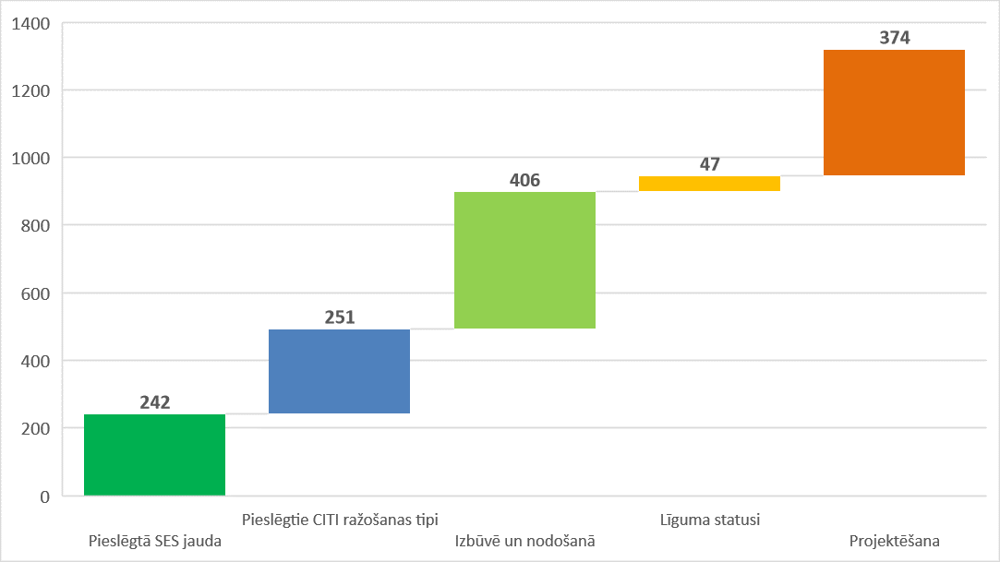 1400
1200
1000
800
600
400
200
0
242
251
406
47
374
Pieslēgtā SES jauda
Pieslēgtie CITI ražošanas tipi
Izbūvē un nodošanā
Līguma statusi
Projektēšana